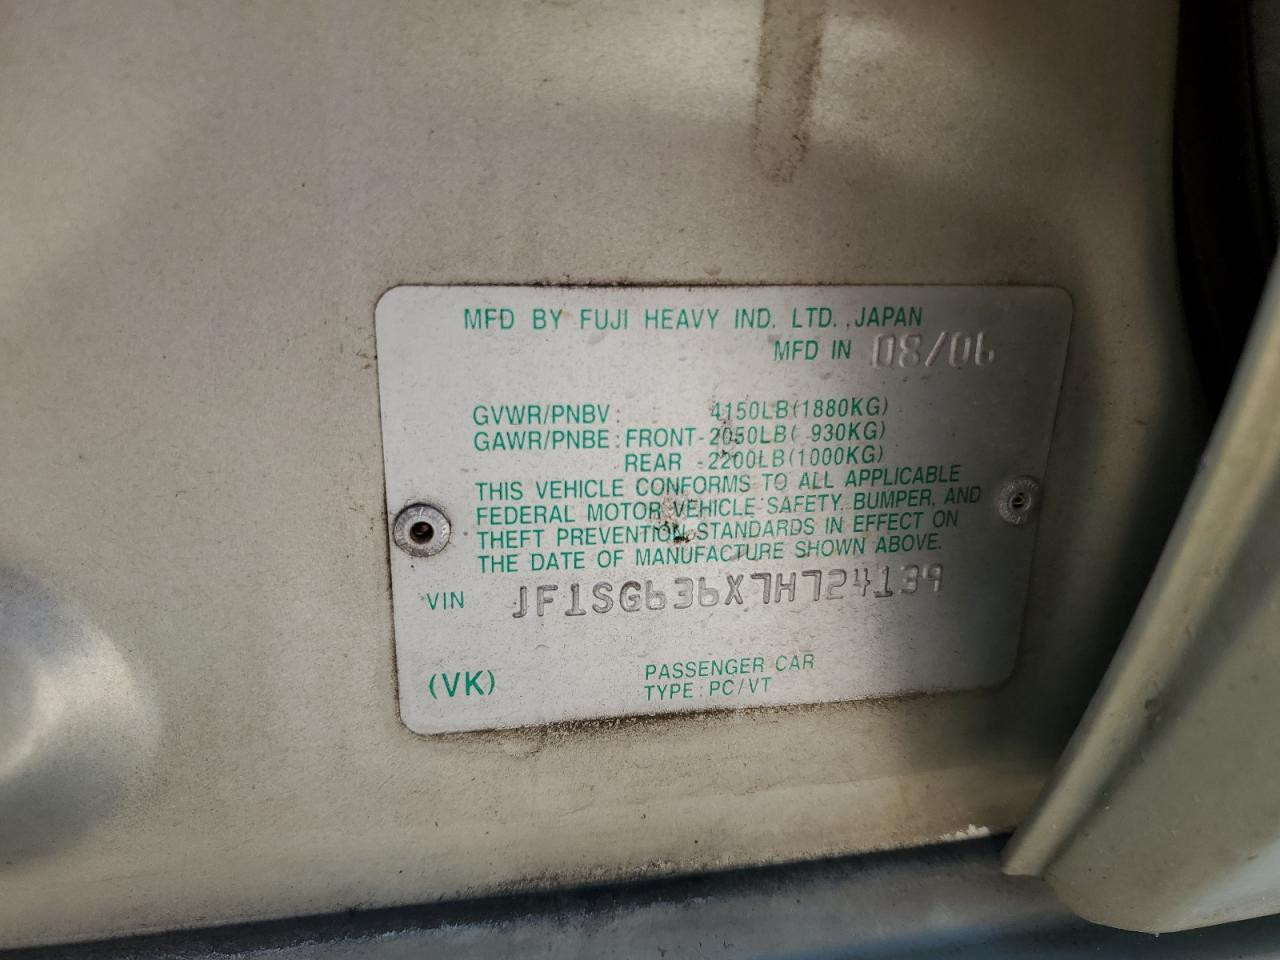 MFD BY FUJI HEAVY IND. LTD. JAPAN
MFD IN 08/06
GVWR/PNBV: 4150LB(1880KG)
GAWR/PNBE: FRONT-2050LB( 930KG)
REAR -2200LB(1000KG)
THIS VEHICLE CONFORMS TO ALL APPLICABLE
FEDERAL MOTOR VEHICLE SAFETY, BUMPER, AND
THEFT PREVENTION STANDARDS IN EFFECT ON
THE DATE OF MANUFACTURE SHOWN ABOVE.
VIN JF1SG636X7H724139
(VK) PASSENGER CAR
TYPE: PC/VT